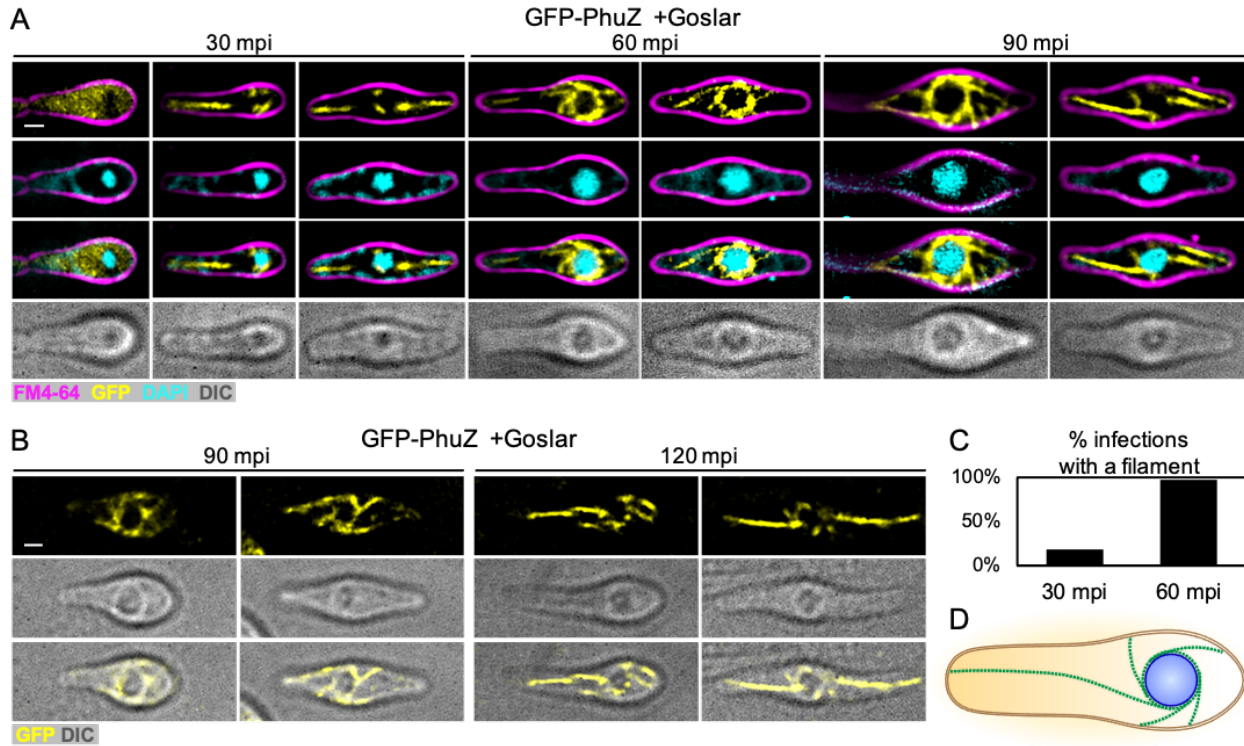 A
GFP-PhuZ +Goslar
30 mpi
60 mpi
90 mpi
FM4-64 GFP DAPI DIC
B
GFP-PhuZ +Goslar
90 mpi
120 mpi
GFP DIC
C
% infections
with a filament
100%
50%
0%
30 mpi
60 mpi
D